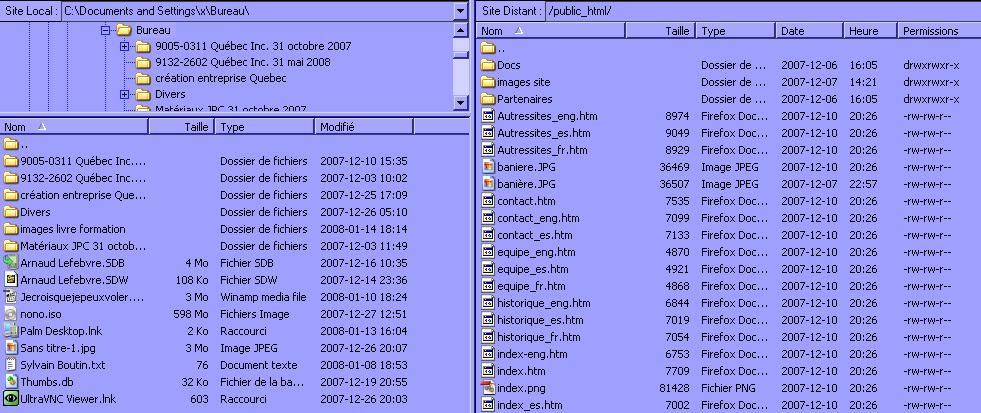 Site Local : C:\Documents and Settings\x\Bureau\
Bureau
9005-0311 Québec Inc. 31 octobre 2007
9132-2602 Québec Inc. 31 mai 2008
création entreprise Quebec
Divers
Matériaux JPC 31 octobre 2007
Nom Taille Type Modifié
..
9005-0311 Québec Inc.... Dossier de fichiers 2007-12-10 15:35
9132-2602 Québec Inc.... Dossier de fichiers 2007-12-03 10:02
création entreprise Que... Dossier de fichiers 2007-12-25 17:09
Divers Dossier de fichiers 2007-12-26 05:10
images livre formation Dossier de fichiers 2008-01-14 18:14
Matériaux JPC 31 octob... Dossier de fichiers 2007-12-03 11:49
Arnaud Lefebvre.SDB 4 Mo Fichier SDB 2007-12-16 10:35
Arnaud Lefebvre.SDW 108 Ko Fichier SDW 2007-12-14 23:36
Jecroisquejepeuxvoler.... 3 Mo Winamp media file 2008-01-10 18:24
nono.iso 598 Mo Fichiers Image 2007-12-27 12:51
Palm Desktop.lnk 2 Ko Raccourci 2008-01-13 16:04
Sans titre-1.jpg 3 Mo Image JPEG 2007-12-26 20:07
Sylvain Boutin.txt 76 Document texte 2008-01-08 18:53
Thumbs.db 32 Ko Fichier de la ba... 2007-12-19 20:55
UltraVNC Viewer.lnk 603 Raccourci 2007-12-26 20:03
Site Distant : /public_html/
Nom Taille Type Date Heure Permissions
..
Docs Dossier de ... 2007-12-06 16:05 drwxrwxr-x
images site Dossier de ... 2007-12-07 14:21 drwxrwxr-x
Partenaires Dossier de ... 2007-12-06 16:05 drwxrwxr-x
Autressites_eng.htm 8974 Firefox Doc... 2007-12-10 20:26 -rw-rw-r--
Autressites_es.htm 9049 Firefox Doc... 2007-12-10 20:26 -rw-rw-r--
Autressites_fr.htm 8929 Firefox Doc... 2007-12-10 20:26 -rw-rw-r--
baniere.JPG 36469 Image JPEG 2007-12-10 20:26 -rw-rw-r--
banière.JPG 36507 Image JPEG 2007-12-07 22:57 -rw-rw-r--
contact.htm 7535 Firefox Doc... 2007-12-10 20:26 -rw-rw-r--
contact_eng.htm 7099 Firefox Doc... 2007-12-10 20:26 -rw-rw-r--
contact_es.htm 7133 Firefox Doc... 2007-12-10 20:26 -rw-rw-r--
equipe_eng.htm 4870 Firefox Doc... 2007-12-10 20:26 -rw-rw-r--
equipe_es.htm 4921 Firefox Doc... 2007-12-10 20:26 -rw-rw-r--
equipe_fr.htm 4868 Firefox Doc... 2007-12-10 20:26 -rw-rw-r--
historique_eng.htm 6844 Firefox Doc... 2007-12-10 20:26 -rw-rw-r--
historique_es.htm 7019 Firefox Doc... 2007-12-10 20:26 -rw-rw-r--
historique_fr.htm 7054 Firefox Doc... 2007-12-10 20:26 -rw-rw-r--
index-eng.htm 6753 Firefox Doc... 2007-12-10 20:26 -rw-rw-r--
index.htm 7709 Firefox Doc... 2007-12-10 20:26 -rw-rw-r--
index.png 81428 Fichier PNG 2007-12-10 20:26 -rw-rw-r--
index_es.htm 7002 Firefox Doc... 2007-12-10 20:26 -rw-rw-r--